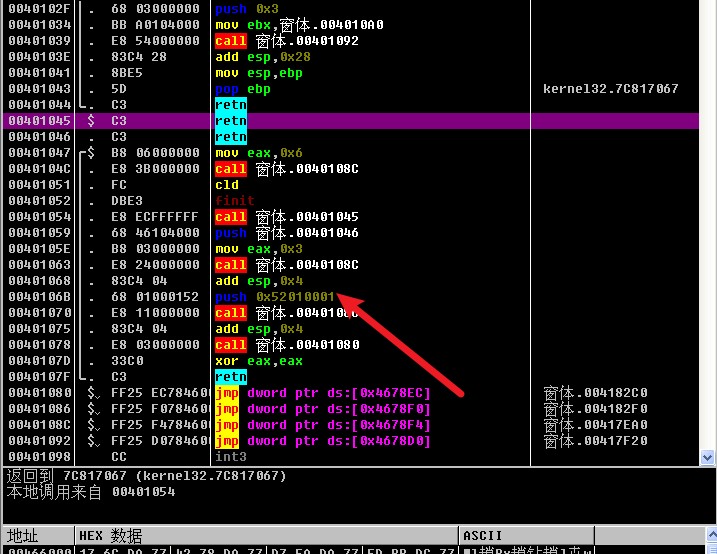 0040102F . 68 03000000 push 0x3
00401034 . BB A0104000 mov ebx,窗体.004010A0
00401039 . E8 54000000 call 窗体.00401092
0040103E . 83C4 28 add esp,0x28
00401041 . 8BE5 mov esp,ebp
00401043 . 5D pop ebp kernel32.7C817067
00401044 . C3 retn
00401045 $ C3 retn
00401046 . C3 retn
00401047 $ B8 06000000 mov eax,0x6
0040104C . E8 3B000000 call 窗体.0040108C
00401051 . FC cld
00401052 . DBE3 finit
00401054 . E8 ECFFFFFF call 窗体.00401045
00401059 . 68 46104000 push 窗体.00401046
0040105E . B8 03000000 mov eax,0x3
00401063 . E8 24000000 call 窗体.0040108C
00401068 . 83C4 04 add esp,0x4
0040106B . 68 01000152 push 0x52010001
00401070 . E8 11000000 call
00401075 . 83C4 04 add esp,0x4
00401078 . E8 03000000 call 窗体.00401080
0040107D . 33C0 xor eax,eax
0040107F . C3 retn
00401080 $ FF25 EC784600 jmp dword ptr ds:[0x4678EC] 窗体.004182C0
00401086 $ FF25 F0784600 jmp dword ptr ds:[0x4678F0] 窗体.004182F0
0040108C $ FF25 F4784600 jmp dword ptr ds:[0x4678F4] 窗体.00417EA0
00401092 $ FF25 D0784600 jmp dword ptr ds:[0x4678D0] 窗体.00417F20
00401098 CC int3
返回到 7C817067 (kernel32.7C817067)
本地调用来自 00401054
地址 HEX 数据 ASCII